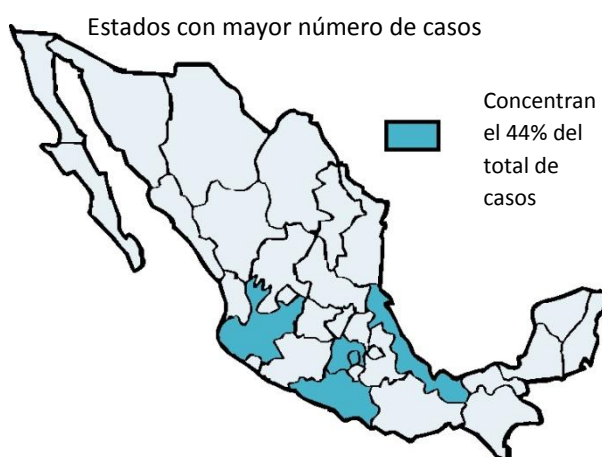 Estados con mayor número de casos
Concentran
el 44% del
total de
casos